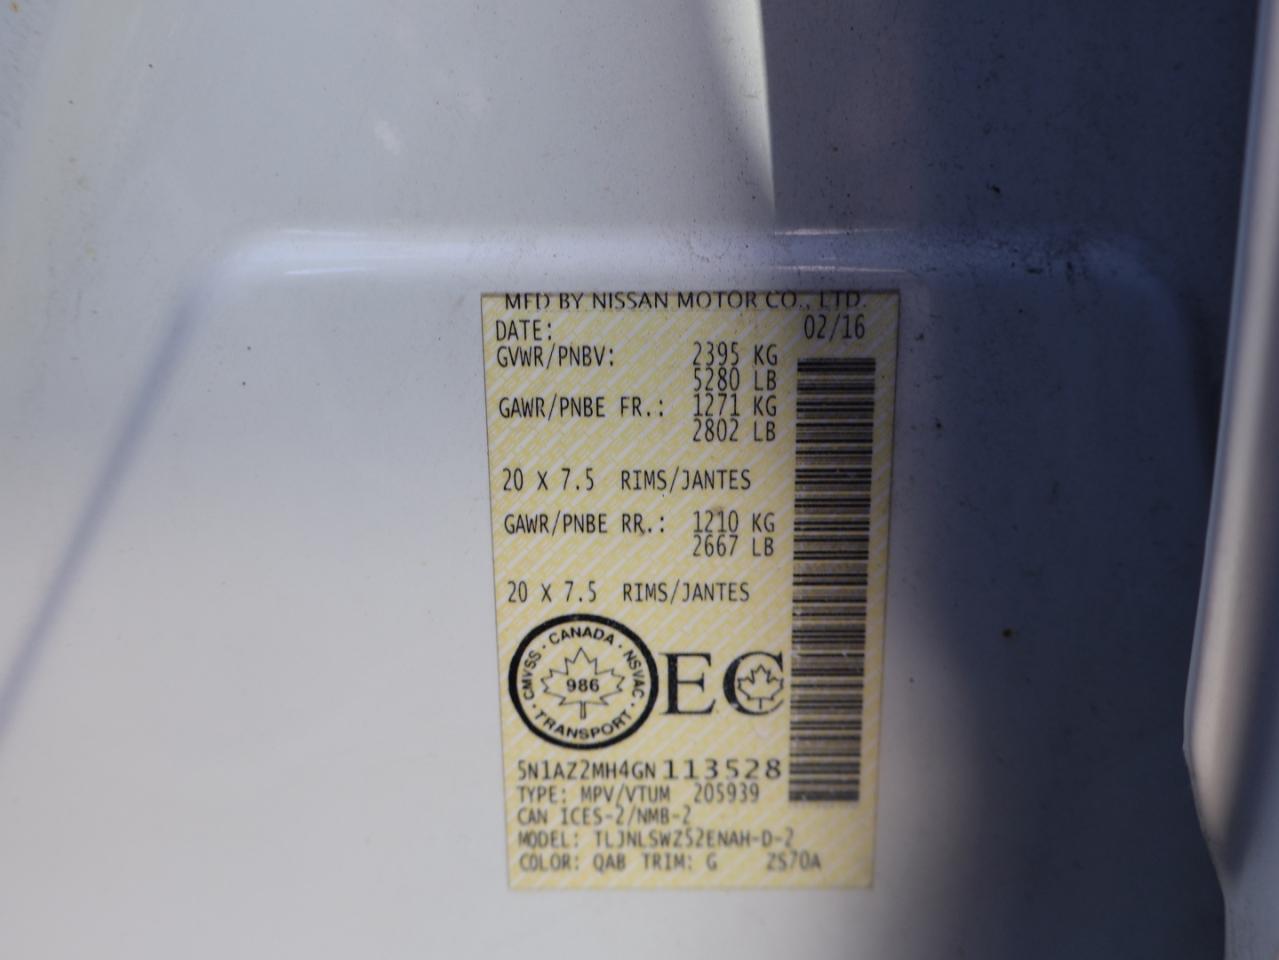 MFD BY NISSAN MOTOR CO., LTD.
DATE: 02/16
GVWR/PNBV: 2395 KG
5280 LB
GAWR/PNBE FR.: 1271 KG
2802 LB
20 X 7.5 RIMS/JANTES
GAWR/PNBE RR.: 1210 KG
2667 LB
20 X 7.5 RIMS/JANTES
CANADA · NSVAC · TRANSPORT · CMVSS ·
986
EC
5N1AZ2MH4GN113528
TYPE: MPV/VTUM 205939
CAN ICES-2/NMB-2
MODEL: TLJNLSWZ52ENAH-D-2
COLOR: QAB TRIM: G ZS70A